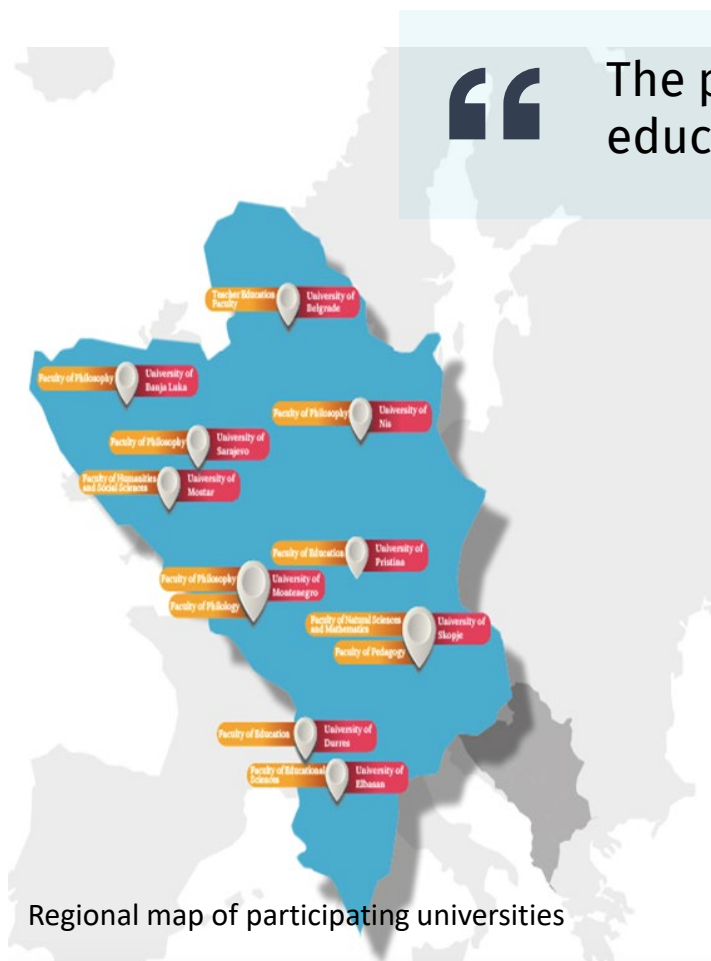 “ The p
educ
Teacher Education
Faculty
University of
Belgrade
Faculty of Philosophy
University of
Banja Luka
Faculty of Philosophy
University of
Nis
Faculty of Philosophy
University of
Sarajevo
Faculty of Humanities
and Social Sciences
University of
Mostar
Faculty of Education
University of
Pristina
Faculty of Philosophy
Faculty of Philology
University of
Montenegro
Faculty of Natural Sciences
and Mathematics
Faculty of Pedagogy
University of
Skopje
Faculty of Education
University of
Durres
Faculty of Educational
Sciences
University of
Elbasan
Regional map of participating universities